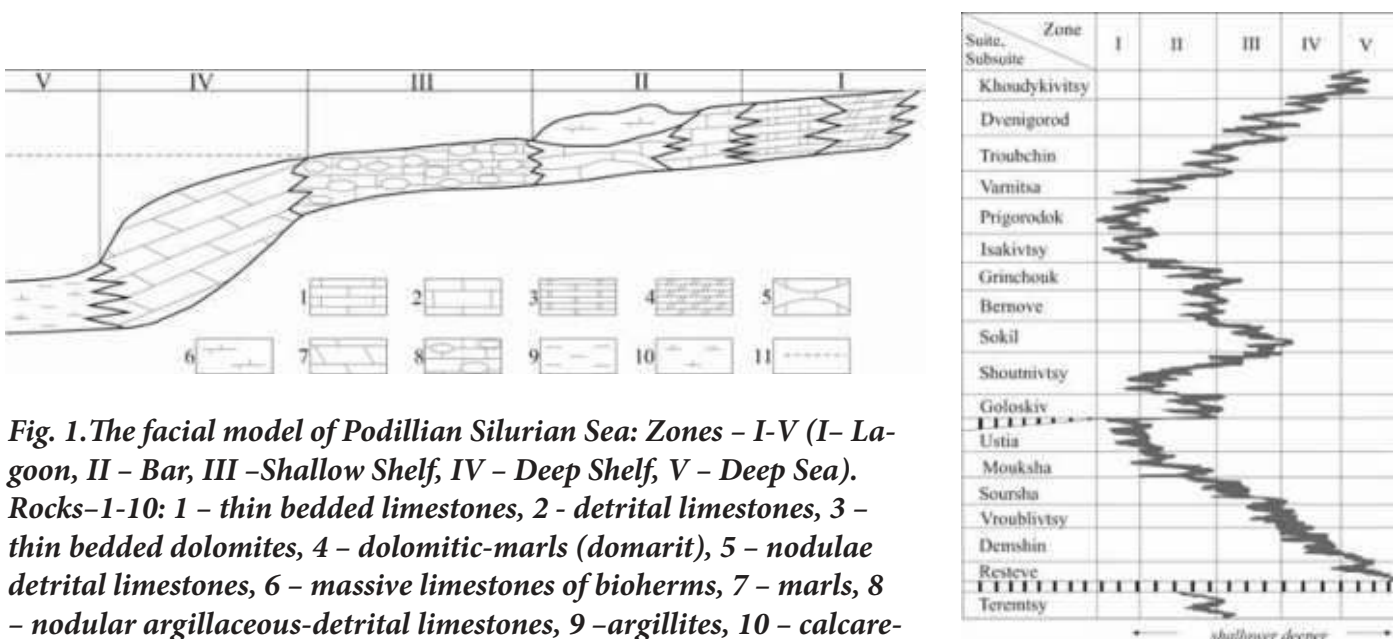 V IV III II I
1 2 3 4 5
6 7 8 9 10 11
Fig. 1.The facial model of Podillian Silurian Sea: Zones – I-V (I– La-
goon, II – Bar, III –Shallow Shelf, IV – Deep Shelf, V – Deep Sea).
Rocks–1-10: 1 – thin bedded limestones, 2 - detrital limestones, 3 –
thin bedded dolomites, 4 – dolomitic-marls (domarit), 5 – nodulae
detrital limestones, 6 – massive limestones of bioherms, 7 – marls, 8
– nodular argillaceous-detrital limestones, 9 –argillites, 10 – calcare-
Zone
Suite,
Subsuite
I II III IV V
Khoudykivitsy
Dvenigorod
Troubchin
Varnitsa
Prigorodok
Isakivtsy
Grinchouk
Bernove
Sokil
Shoutnivtsy
Goloskiv
Ustia
Mouksha
Soursha
Vroublivtsy
Demshin
Resteve
Teremtsy
shallower deeper